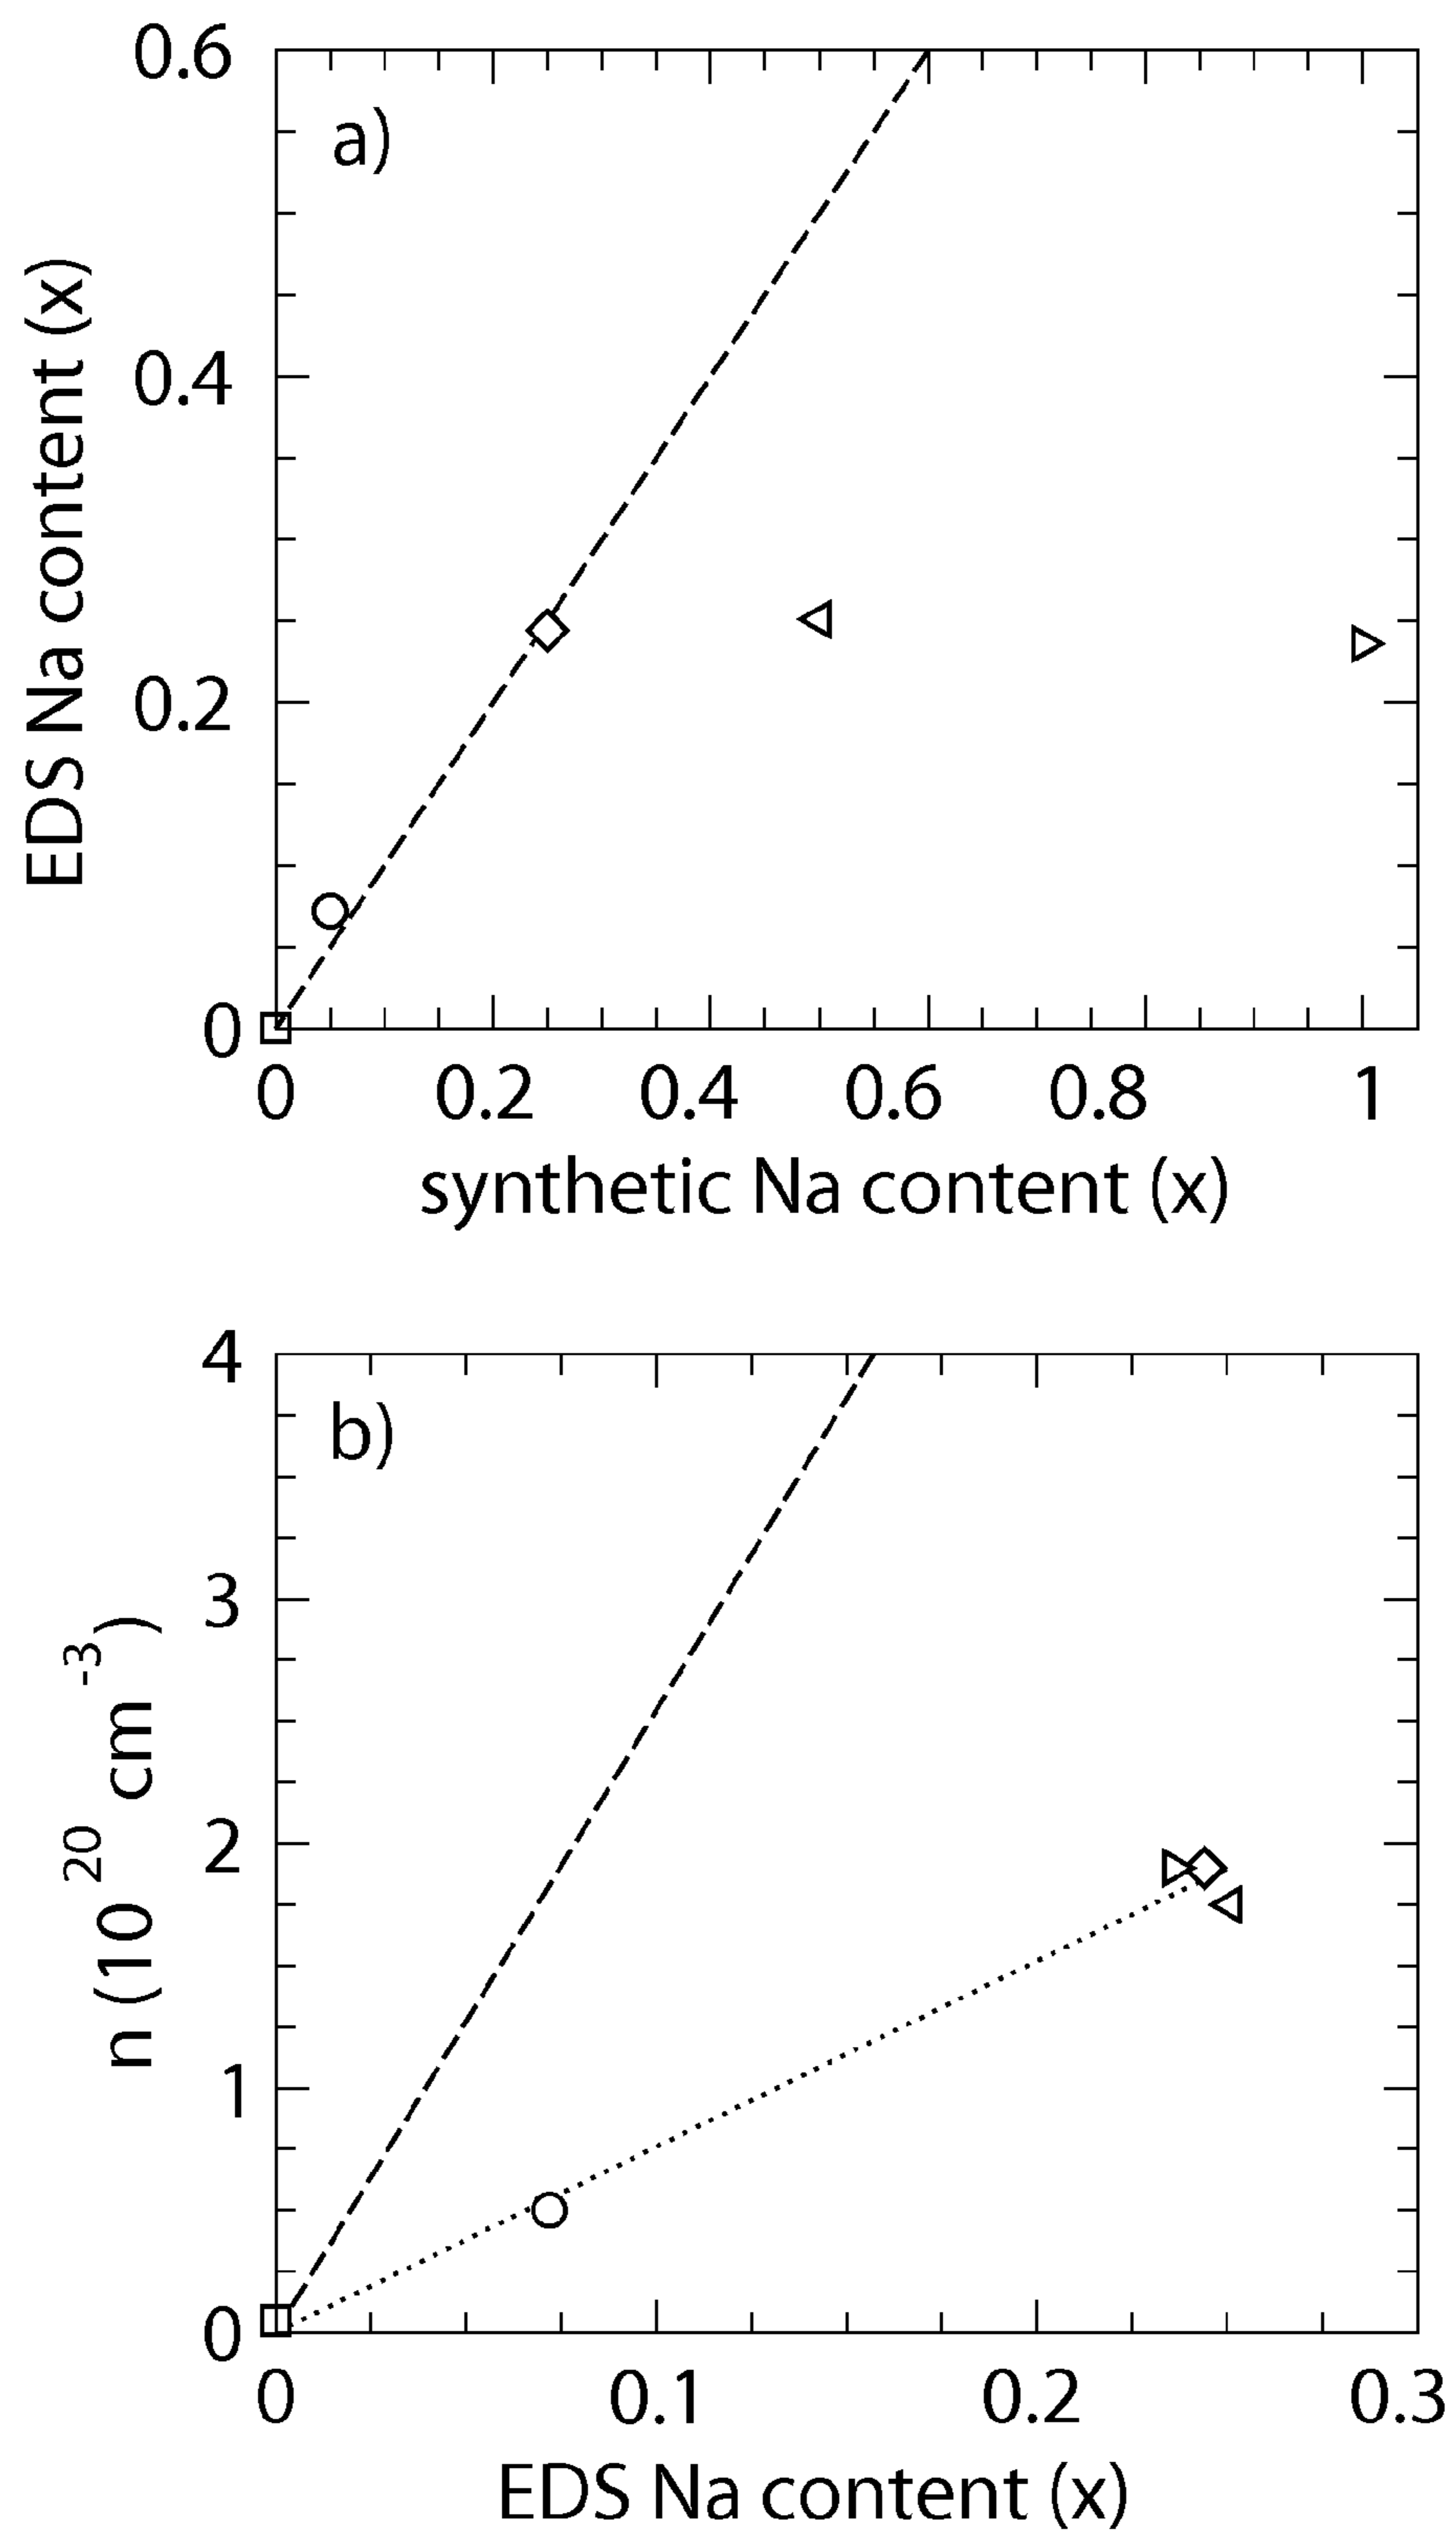 0.6
a)
0.4
0.2
0
EDS Na content (x)
0 0.2 0.4 0.6 0.8 1
synthetic Na content (x)
4
b)
3
2
1
0
n (10 20 cm -3)
0 0.1 0.2 0.3
EDS Na content (x)